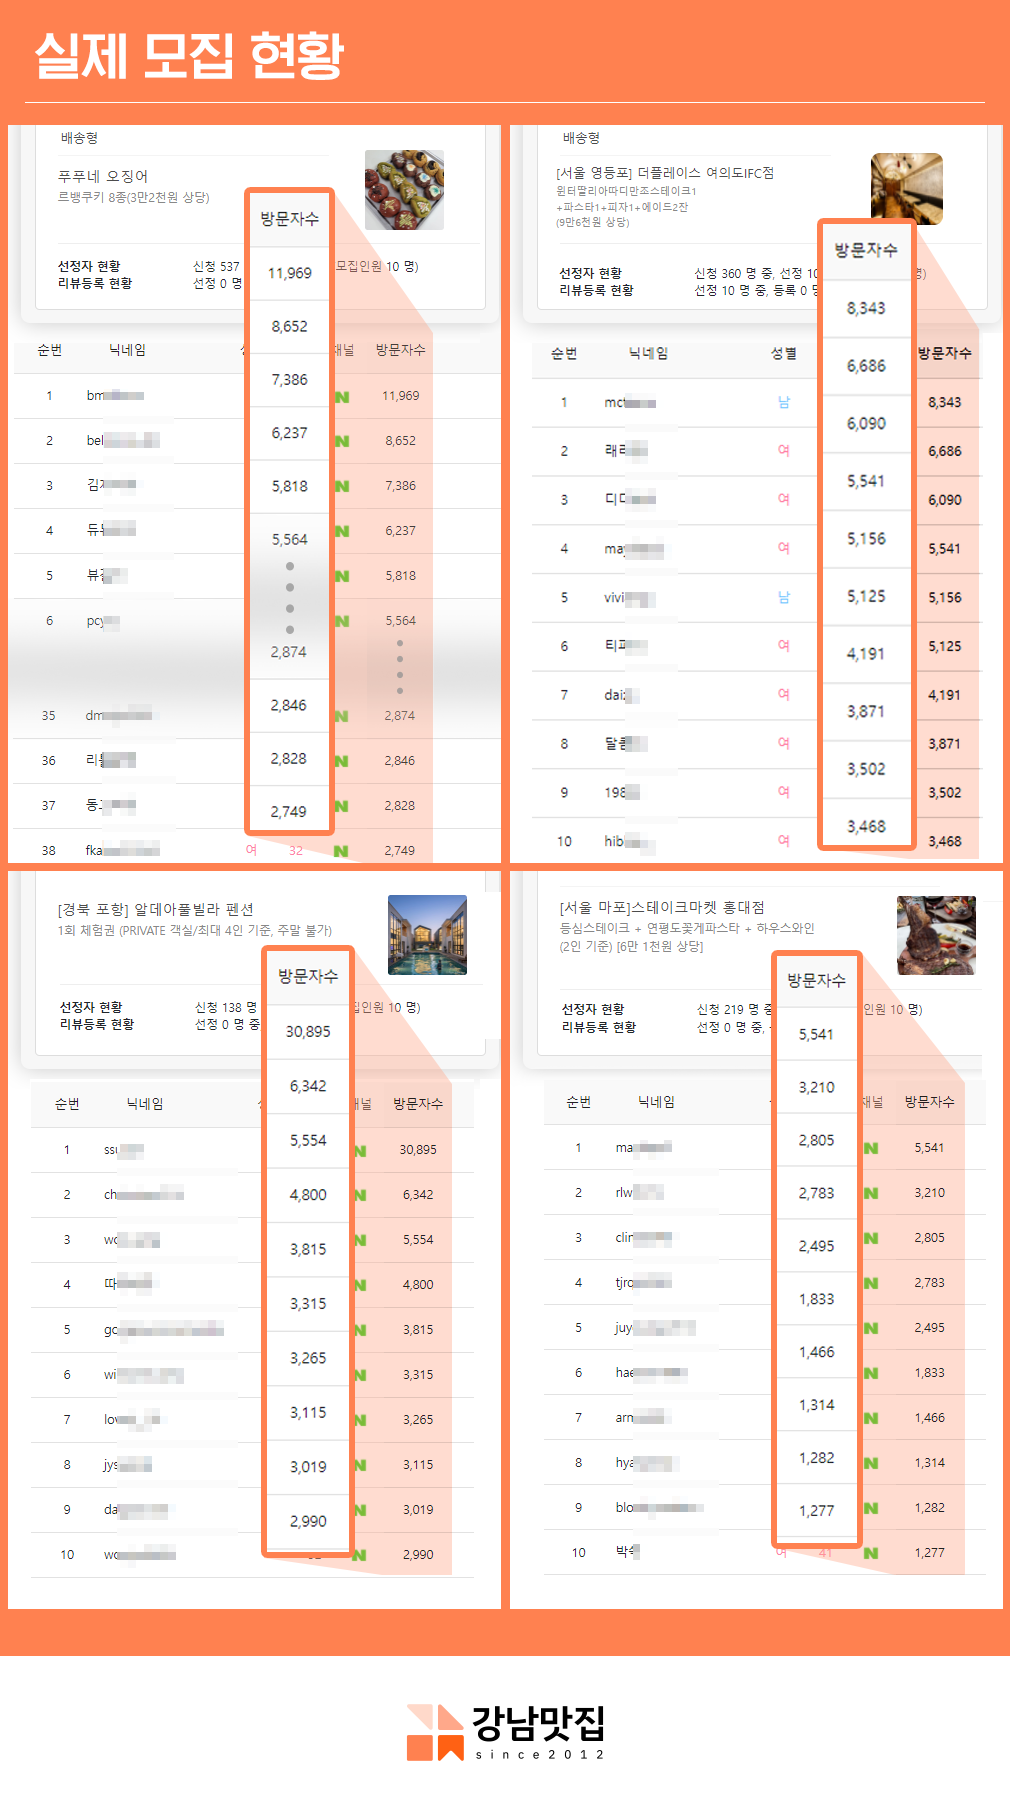 실제 모집 현황
배송형
푸푸네 오징어
르뱅쿠키 8종(3만2천원 상당)
선정자 현황 신청 537 모집인원 10 명)
리뷰등록 현황 선정 0 명
방문자수
11,969
8,652
7,386
6,237
5,818
5,564
2,874
2,846
2,828
2,749
순번 닉네임 채널 방문자수
1 bm N 11,969
2 bel N 8,652
3 김 N 7,386
4 듀 N 6,237
5 뷰 N 5,818
6 pcy N 5,564
35 dm N 2,874
36 리 N 2,846
37 동 N 2,828
38 fka 여 32 N 2,749
배송형
[서울 영등포] 더플레이스 여의도IFC점
윈터딸리아따디만조스테이크1
+파스타1+피자1+에이드2잔
(9만6천원 상당)
선정자 현황 신청 360 명 중, 선정 10 명)
리뷰등록 현황 선정 10 명 중, 등록 0 명
방문자수
8,343
6,686
6,090
5,541
5,156
5,125
4,191
3,871
3,502
3,468
순번 닉네임 성별 방문자수
1 mct 남 8,343
2 래 여 6,686
3 디 여 6,090
4 may 여 5,541
5 vivi 남 5,156
6 티 여 5,125
7 dai 여 4,191
8 달 여 3,871
9 198 여 3,502
10 hib 여 3,468
[경북 포항] 알데아풀빌라 펜션
1회 체험권 (PRIVATE 객실/최대 4인 기준, 주말 불가)
선정자 현황 신청 138 명 집인원 10 명)
리뷰등록 현황 선정 0 명 중
방문자수
30,895
6,342
5,554
4,800
3,815
3,315
3,265
3,115
3,019
2,990
순번 닉네임 채널 방문자수
1 ss N 30,895
2 ch N 6,342
3 wo N 5,554
4 따 N 4,800
5 go N 3,815
6 wi N 3,315
7 lov N 3,265
8 jys N 3,115
9 da N 3,019
10 wo N 2,990
[서울 마포]스테이크마켓 홍대점
등심스테이크 + 연평도꽃게파스타 + 하우스와인
(2인 기준) [6만 1천원 상당]
선정자 현황 신청 219 명 중 인원 10 명)
리뷰등록 현황 선정 0 명 중,
방문자수
5,541
3,210
2,805
2,783
2,495
1,833
1,466
1,314
1,282
1,277
순번 닉네임 채널 방문자수
1 ma N 5,541
2 rlw N 3,210
3 clin N 2,805
4 tjro N 2,783
5 juy N 2,495
6 hae N 1,833
7 arm N 1,466
8 hya N 1,314
9 blo N 1,282
10 박 여 41 N 1,277
강남맛집
since2012